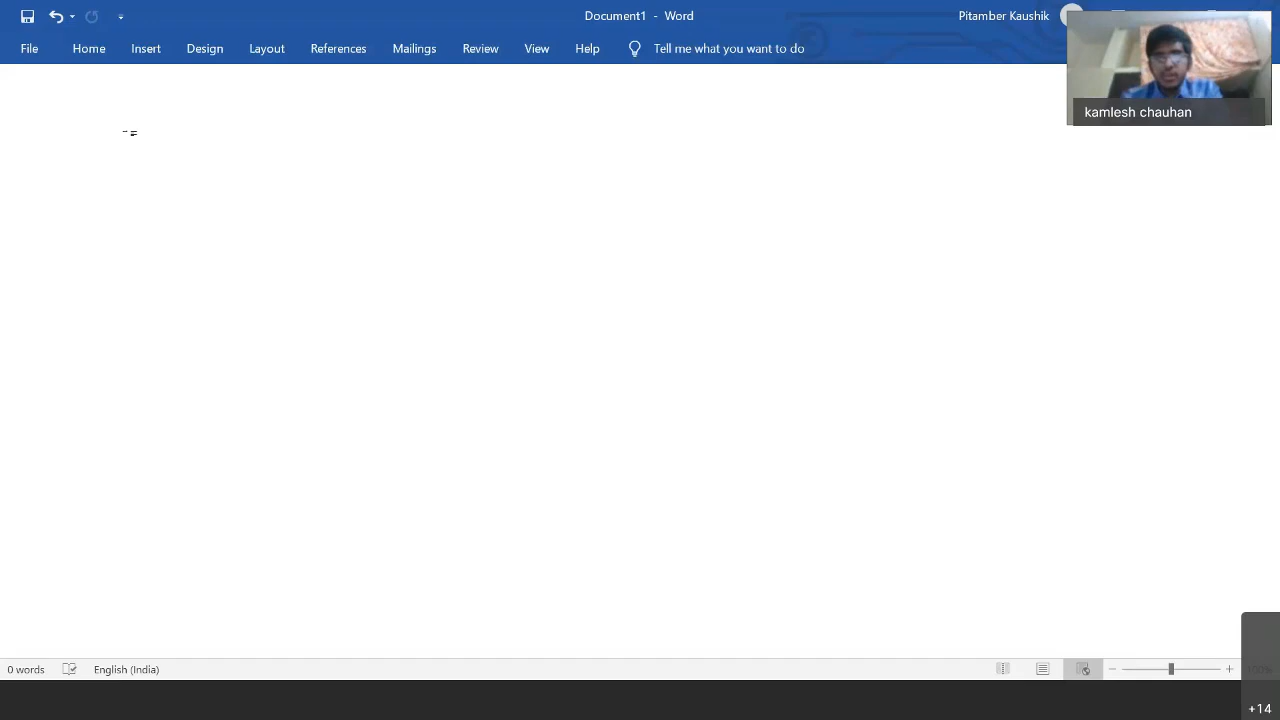 Document1 - Word
Pitamber Kaushik
File Home Insert Design Layout References Mailings Review View Help Tell me what you want to do
kamlesh chauhan
0 words English (India)
100%
+14